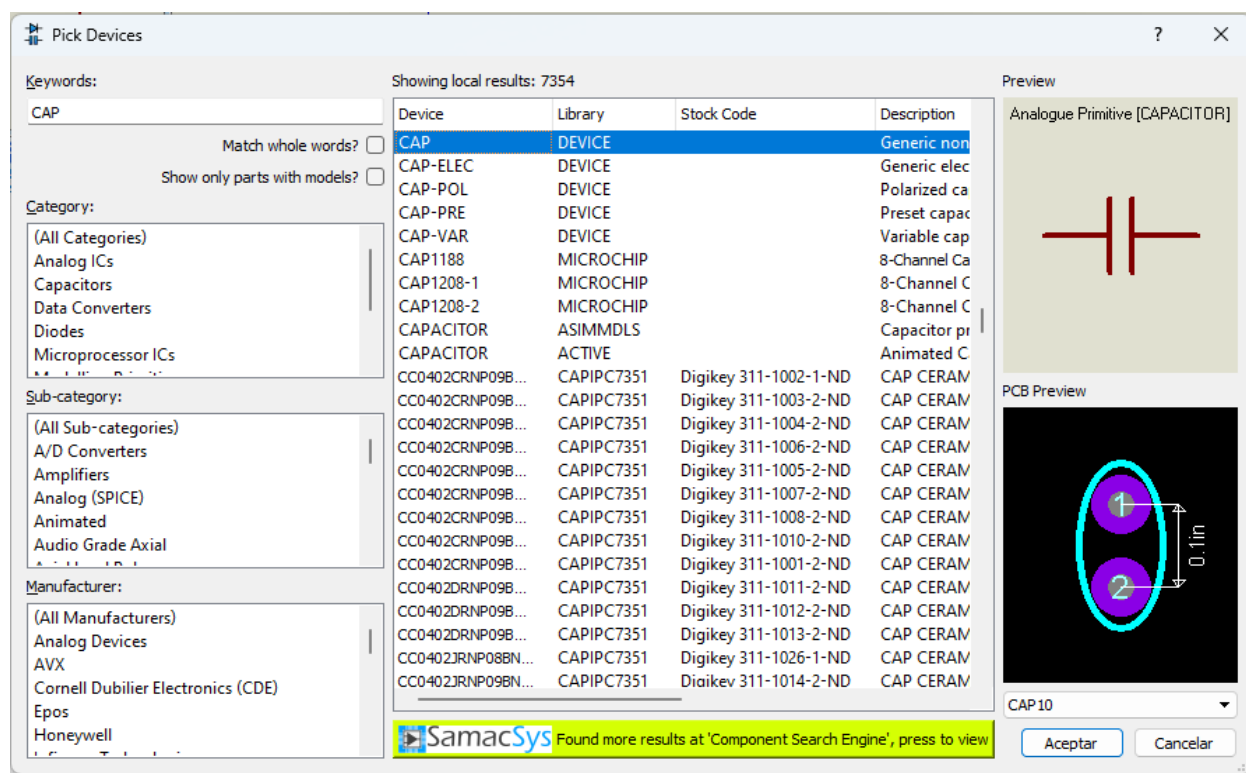 Pick Devices
? ×
Keywords:
CAP
Match whole words?
Show only parts with models?
Category:
(All Categories)
Analog ICs
Capacitors
Data Converters
Diodes
Microprocessor ICs
Sub-category:
(All Sub-categories)
A/D Converters
Amplifiers
Analog (SPICE)
Animated
Audio Grade Axial
Manufacturer:
(All Manufacturers)
Analog Devices
AVX
Cornell Dubilier Electronics (CDE)
Epos
Honeywell
Showing local results: 7354
Device Library Stock Code Description
CAP DEVICE Generic non
CAP-ELEC DEVICE Generic elec
CAP-POL DEVICE Polarized ca
CAP-PRE DEVICE Preset capac
CAP-VAR DEVICE Variable cap
CAP1188 MICROCHIP 8-Channel Ca
CAP1208-1 MICROCHIP 8-Channel C
CAP1208-2 MICROCHIP 8-Channel C
CAPACITOR ASIMMDLS Capacitor pr
CAPACITOR ACTIVE Animated C
CC0402CRNP09B... CAPIPC7351 Digikey 311-1002-1-ND CAP CERAM
CC0402CRNP09B... CAPIPC7351 Digikey 311-1003-2-ND CAP CERAM
CC0402CRNP09B... CAPIPC7351 Digikey 311-1004-2-ND CAP CERAM
CC0402CRNP09B... CAPIPC7351 Digikey 311-1006-2-ND CAP CERAM
CC0402CRNP09B... CAPIPC7351 Digikey 311-1005-2-ND CAP CERAM
CC0402CRNP09B... CAPIPC7351 Digikey 311-1007-2-ND CAP CERAM
CC0402CRNP09B... CAPIPC7351 Digikey 311-1008-2-ND CAP CERAM
CC0402CRNP09B... CAPIPC7351 Digikey 311-1010-2-ND CAP CERAM
CC0402CRNP09B... CAPIPC7351 Digikey 311-1001-2-ND CAP CERAM
CC0402DRNP09B... CAPIPC7351 Digikey 311-1011-2-ND CAP CERAM
CC0402DRNP09B... CAPIPC7351 Digikey 311-1012-2-ND CAP CERAM
CC0402DRNP09B... CAPIPC7351 Digikey 311-1013-2-ND CAP CERAM
CC0402JRNP08BN... CAPIPC7351 Digikey 311-1026-1-ND CAP CERAM
CC0402JRNP09BN... CAPIPC7351 Digikey 311-1014-2-ND CAP CERAM
SamacSys Found more results at 'Component Search Engine', press to view
Preview
Analogue Primitive [CAPACITOR]
PCB Preview
1
0.1in
2
CAP10
Aceptar Cancelar